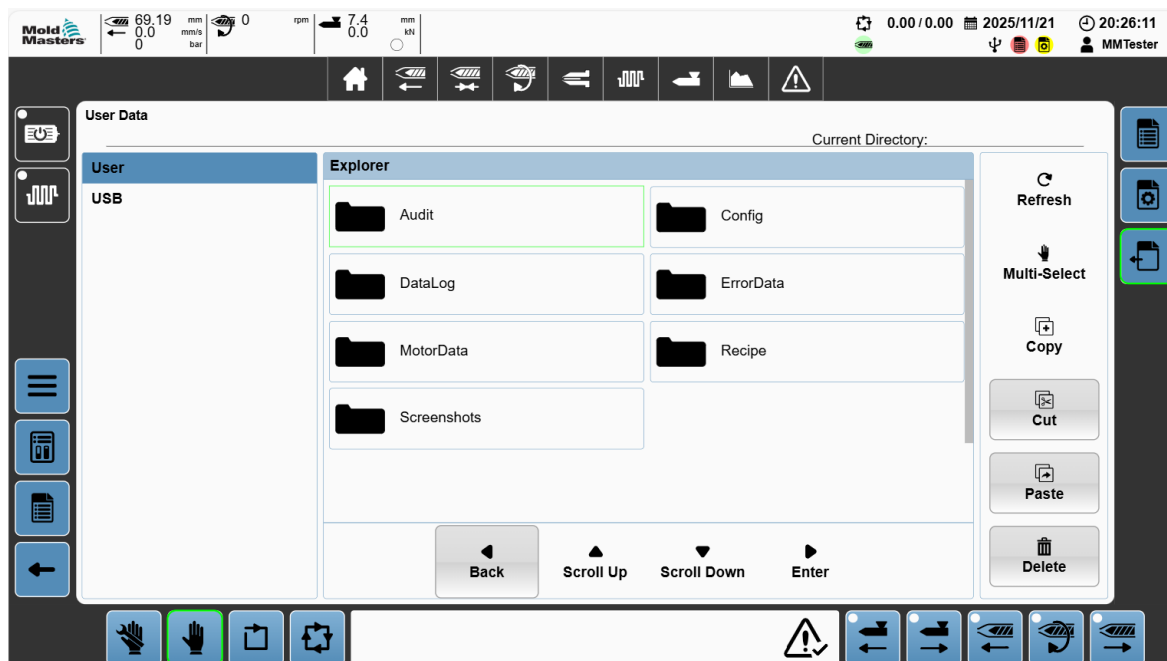 Mold
Masters
69.19 mm
0.0 mm/s
0 bar
0 rpm
7.4 mm
0.0 kN
0.00 / 0.00
2025/11/21
20:26:11
MMTester
User Data
Current Directory:
User
USB
Explorer
Audit
Config
DataLog
ErrorData
MotorData
Recipe
Screenshots
Refresh
Multi-Select
Copy
Cut
Paste
Delete
Back
Scroll Up
Scroll Down
Enter